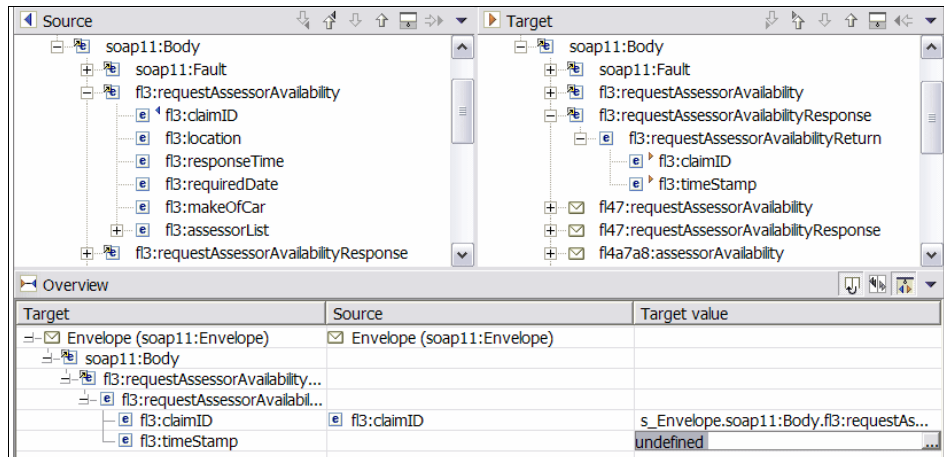 Source
soap11:Body
soap11:Fault
fl3:requestAssessorAvailability
fl3:claimID
fl3:location
fl3:responseTime
fl3:requiredDate
fl3:makeOfCar
fl3:assessorList
fl3:requestAssessorAvailabilityResponse
Target
soap11:Body
soap11:Fault
fl3:requestAssessorAvailability
fl3:requestAssessorAvailabilityResponse
fl3:requestAssessorAvailabilityReturn
fl3:claimID
fl3:timeStamp
fl47:requestAssessorAvailability
fl47:requestAssessorAvailabilityResponse
fl4a7a8:assessorAvailability
Overview
Target Source Target value
Envelope (soap11:Envelope) Envelope (soap11:Envelope)
soap11:Body
fl3:requestAssessorAvailability...
fl3:requestAssessorAvailabil...
fl3:claimID fl3:claimID s_Envelope.soap11:Body.fl3:requestAs...
fl3:timeStamp undefined ...